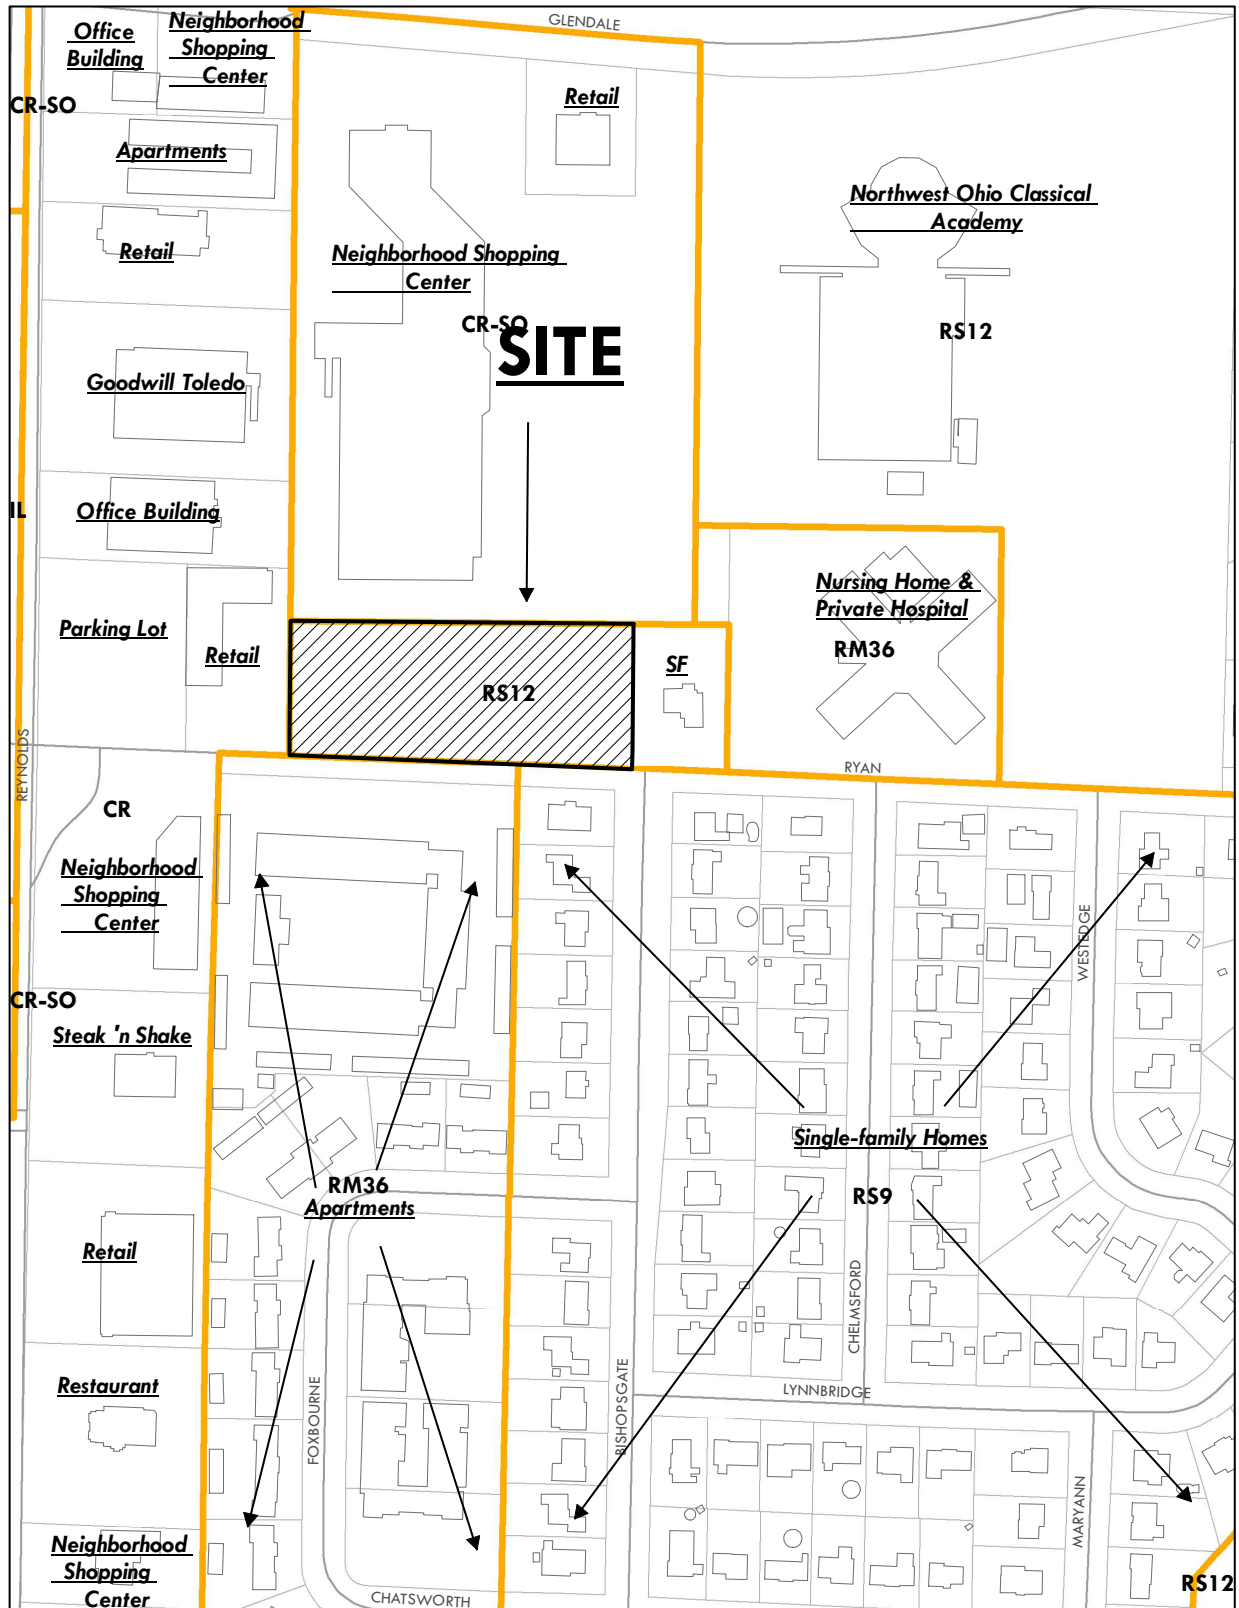 GLENDALE
Office
Building
Neighborhood
Shopping
Center
CR-SO
Retail
Apartments
Northwest Ohio Classical
Academy
Retail
Neighborhood Shopping
Center
CR-SO
SITE
RS12
Goodwill Toledo
IL
Office Building
Nursing Home &
Private Hospital
RM36
Parking Lot
Retail
SF
RS12
REYNOLDS
RYAN
CR
Neighborhood
Shopping
Center
WESTEDGE
CR-SO
Steak 'n Shake
Single-family Homes
RM36
Apartments
RS9
Retail
CHELMSFORD
Restaurant
LYNNBRIDGE
FOXBOURNE
BISHOPSGATE
MARYANN
Neighborhood
Shopping
Center
CHATSWORTH
RS12